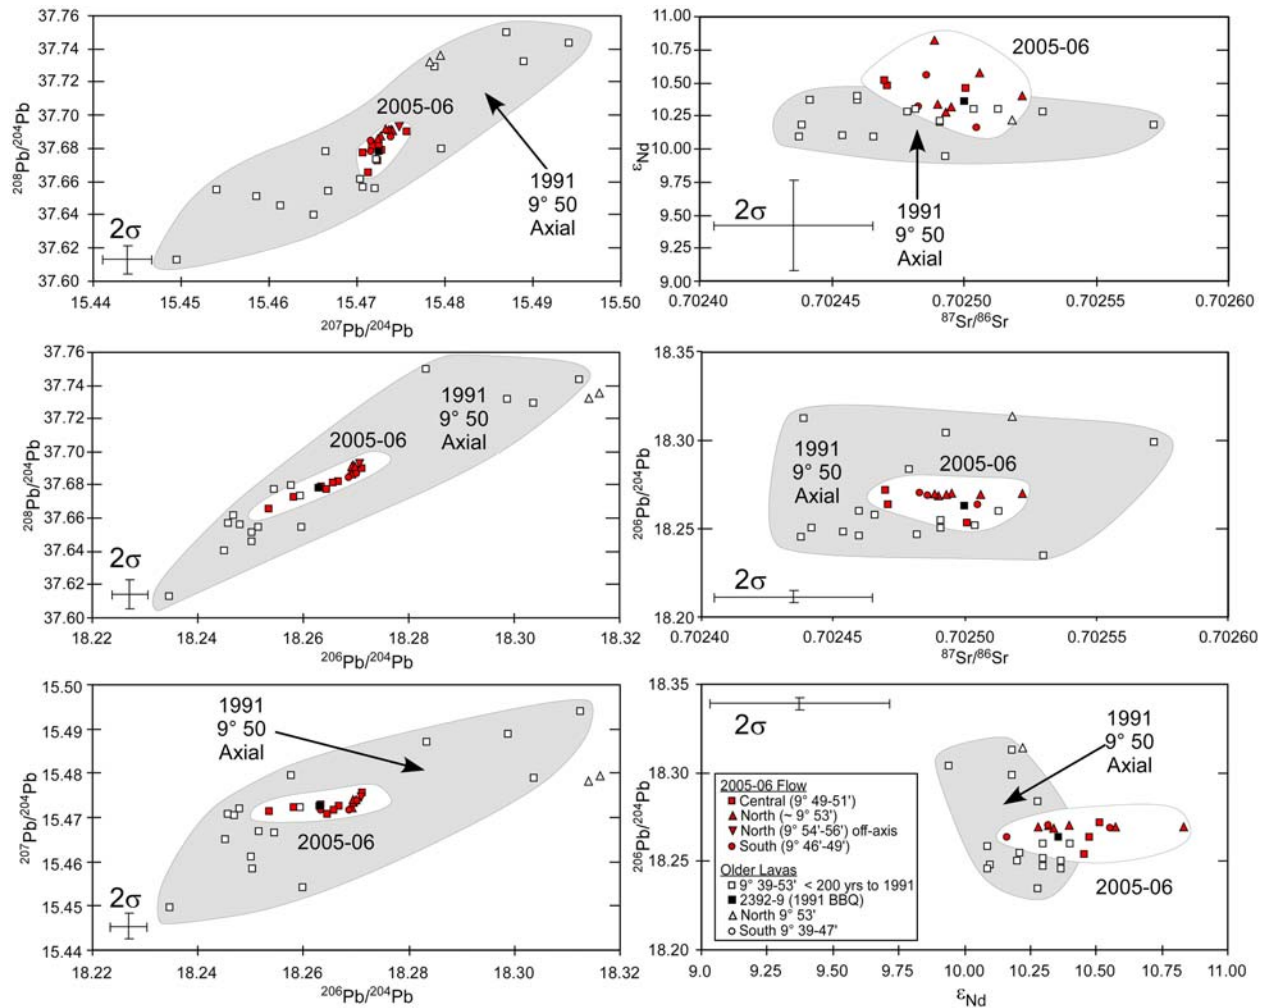 37.76
37.74
37.70
37.68
37.66
37.64
37.60
²⁰⁸Pb/²⁰⁴Pb
2005-06
1991
9° 50
Axial
2σ
15.44
15.45
15.46
15.47
15.48
15.49
15.50
²⁰⁷Pb/²⁰⁴Pb
11.00
10.75
10.50
10.25
10.00
9.75
9.50
9.25
9.00
εNd
2005-06
1991
9° 50
Axial
2σ
0.70240
0.70245
0.70250
0.70255
0.70260
⁸⁷Sr/⁸⁶Sr
37.76
37.74
37.72
37.70
37.68
37.66
37.64
37.62
37.60
²⁰⁸Pb/²⁰⁴Pb
1991
9° 50
Axial
2005-06
2σ
18.22
18.24
18.26
18.28
18.30
18.32
²⁰⁶Pb/²⁰⁴Pb
18.35
18.30
18.25
18.20
²⁰⁶Pb/²⁰⁴Pb
1991
9° 50
Axial
2005-06
2σ
0.70240
0.70245
0.70250
0.70255
0.70260
⁸⁷Sr/⁸⁶Sr
15.50
15.49
15.48
15.47
15.46
15.45
15.44
²⁰⁷Pb/²⁰⁴Pb
1991
9° 50
Axial
2005-06
2σ
18.22
18.24
18.26
18.28
18.30
18.32
²⁰⁶Pb/²⁰⁴Pb
18.35
18.30
18.25
18.20
²⁰⁶Pb/²⁰⁴Pb
2σ
1991
9° 50
Axial
2005-06
2005-06 Flow
Central (9° 49-51')
North (~ 9° 53')
North (9° 54'-56') off-axis
South (9° 46'-49')
Older Lavas
9° 39-53' < 200 yrs to 1991
2392-9 (1991 BBQ)
North 9° 53'
South 9° 39-47'
9.0
9.25
9.50
9.75
10.00
10.25
10.50
10.75
11.00
εNd